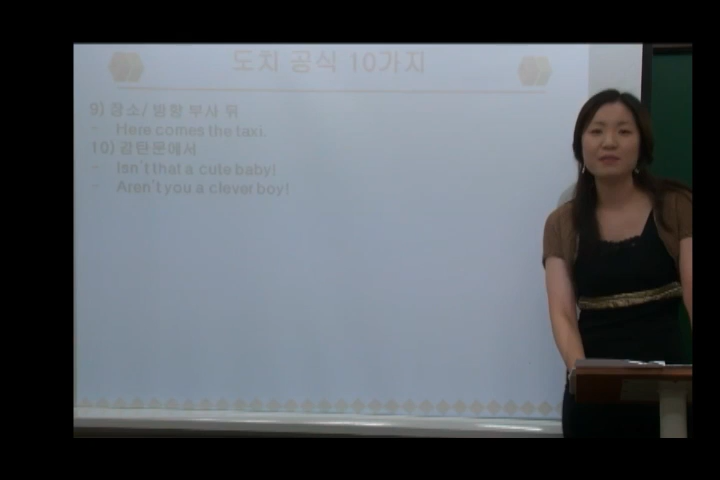 도치 공식 10가지
9) 장소/ 방향 부사 뒤
- Here comes the taxi.
10) 감탄문에서
- Isn't that a cute baby!
- Aren't you a clever boy!